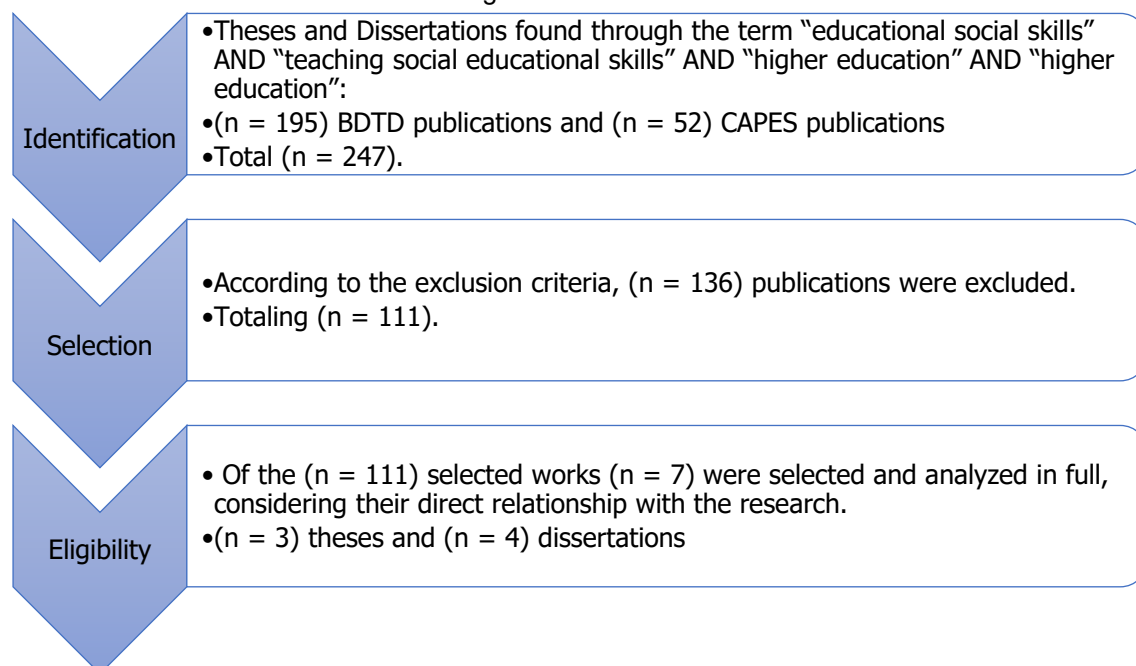 •Theses and Dissertations found through the term “educational social skills”
AND “teaching social educational skills” AND “higher education” AND “higher
education”:
Identification
•(n = 195) BDTD publications and (n = 52) CAPES publications
•Total (n = 247).
•According to the exclusion criteria, (n = 136) publications were excluded.
•Totaling (n = 111).
Selection
• Of the (n = 111) selected works (n = 7) were selected and analyzed in full,
considering their direct relationship with the research.
Eligibility
•(n = 3) theses and (n = 4) dissertations